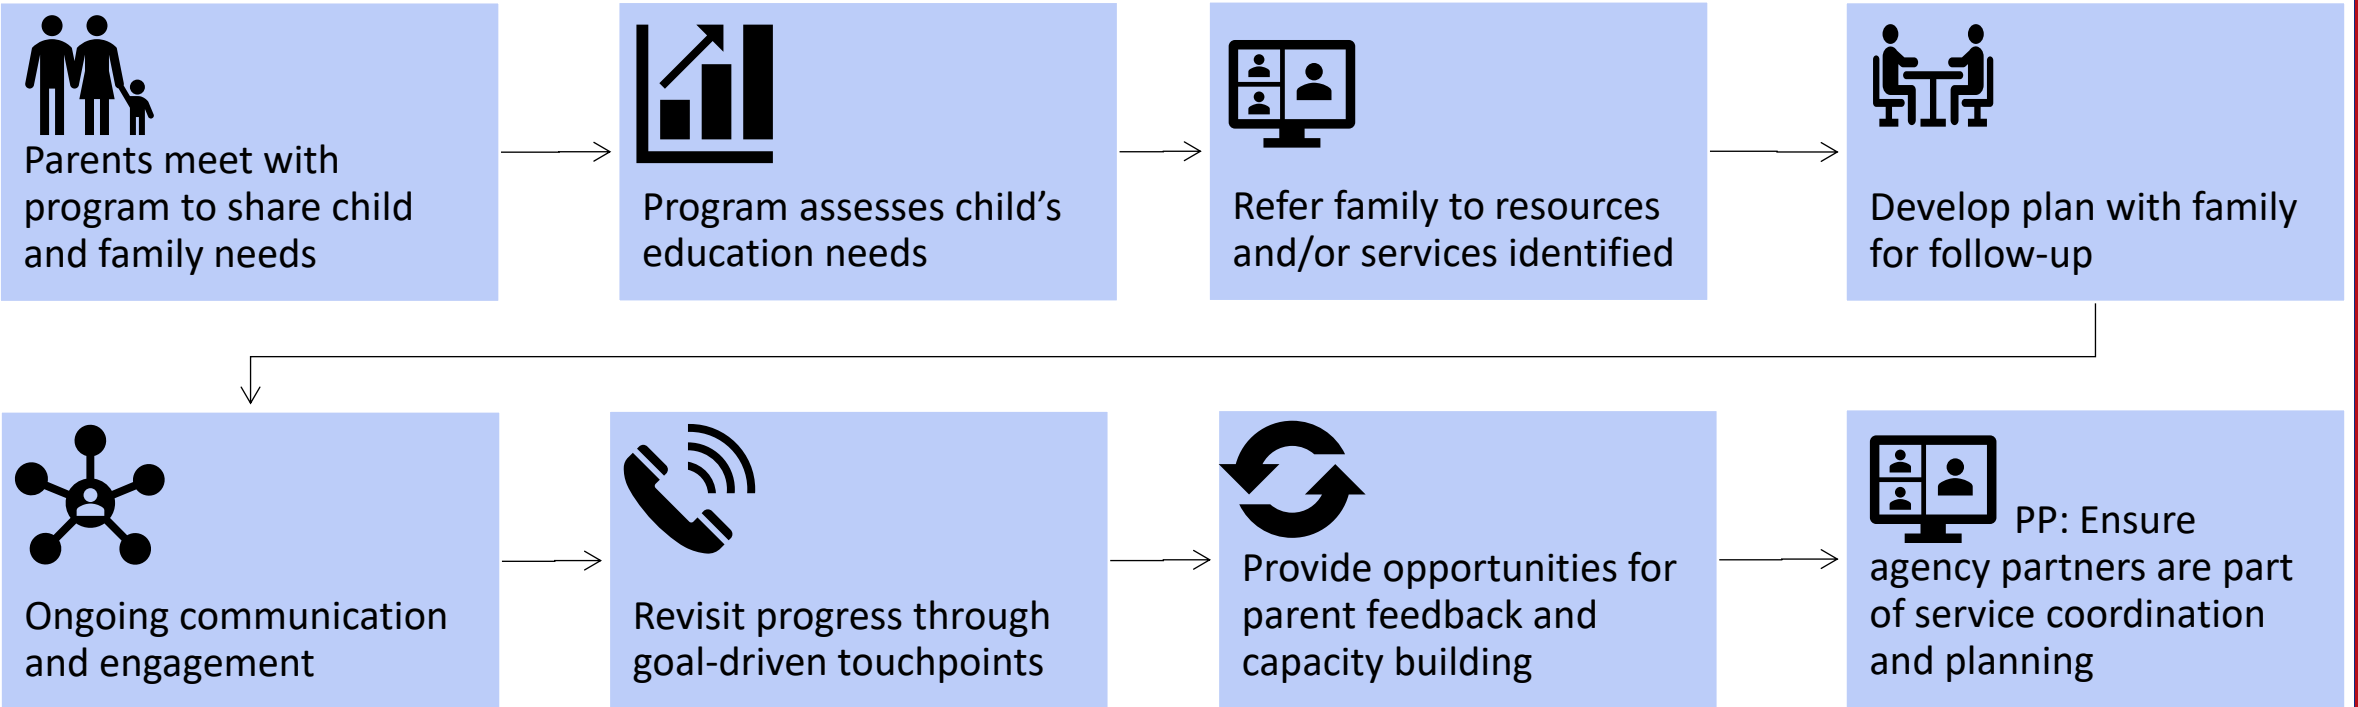 Parents meet with
program to share child
and family needs
Program assesses child’s
education needs
Refer family to resources
and/or services identified
Develop plan with family
for follow-up
Ongoing communication
and engagement
Revisit progress through
goal-driven touchpoints
Provide opportunities for
parent feedback and
capacity building
PP: Ensure
agency partners are part
of service coordination
and planning